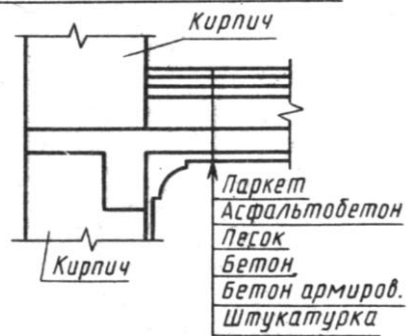 Кирпич
Паркет
Асфальтобетон
Песок
Бетон
Бетон армиров.
Штукатурка
Кирпич